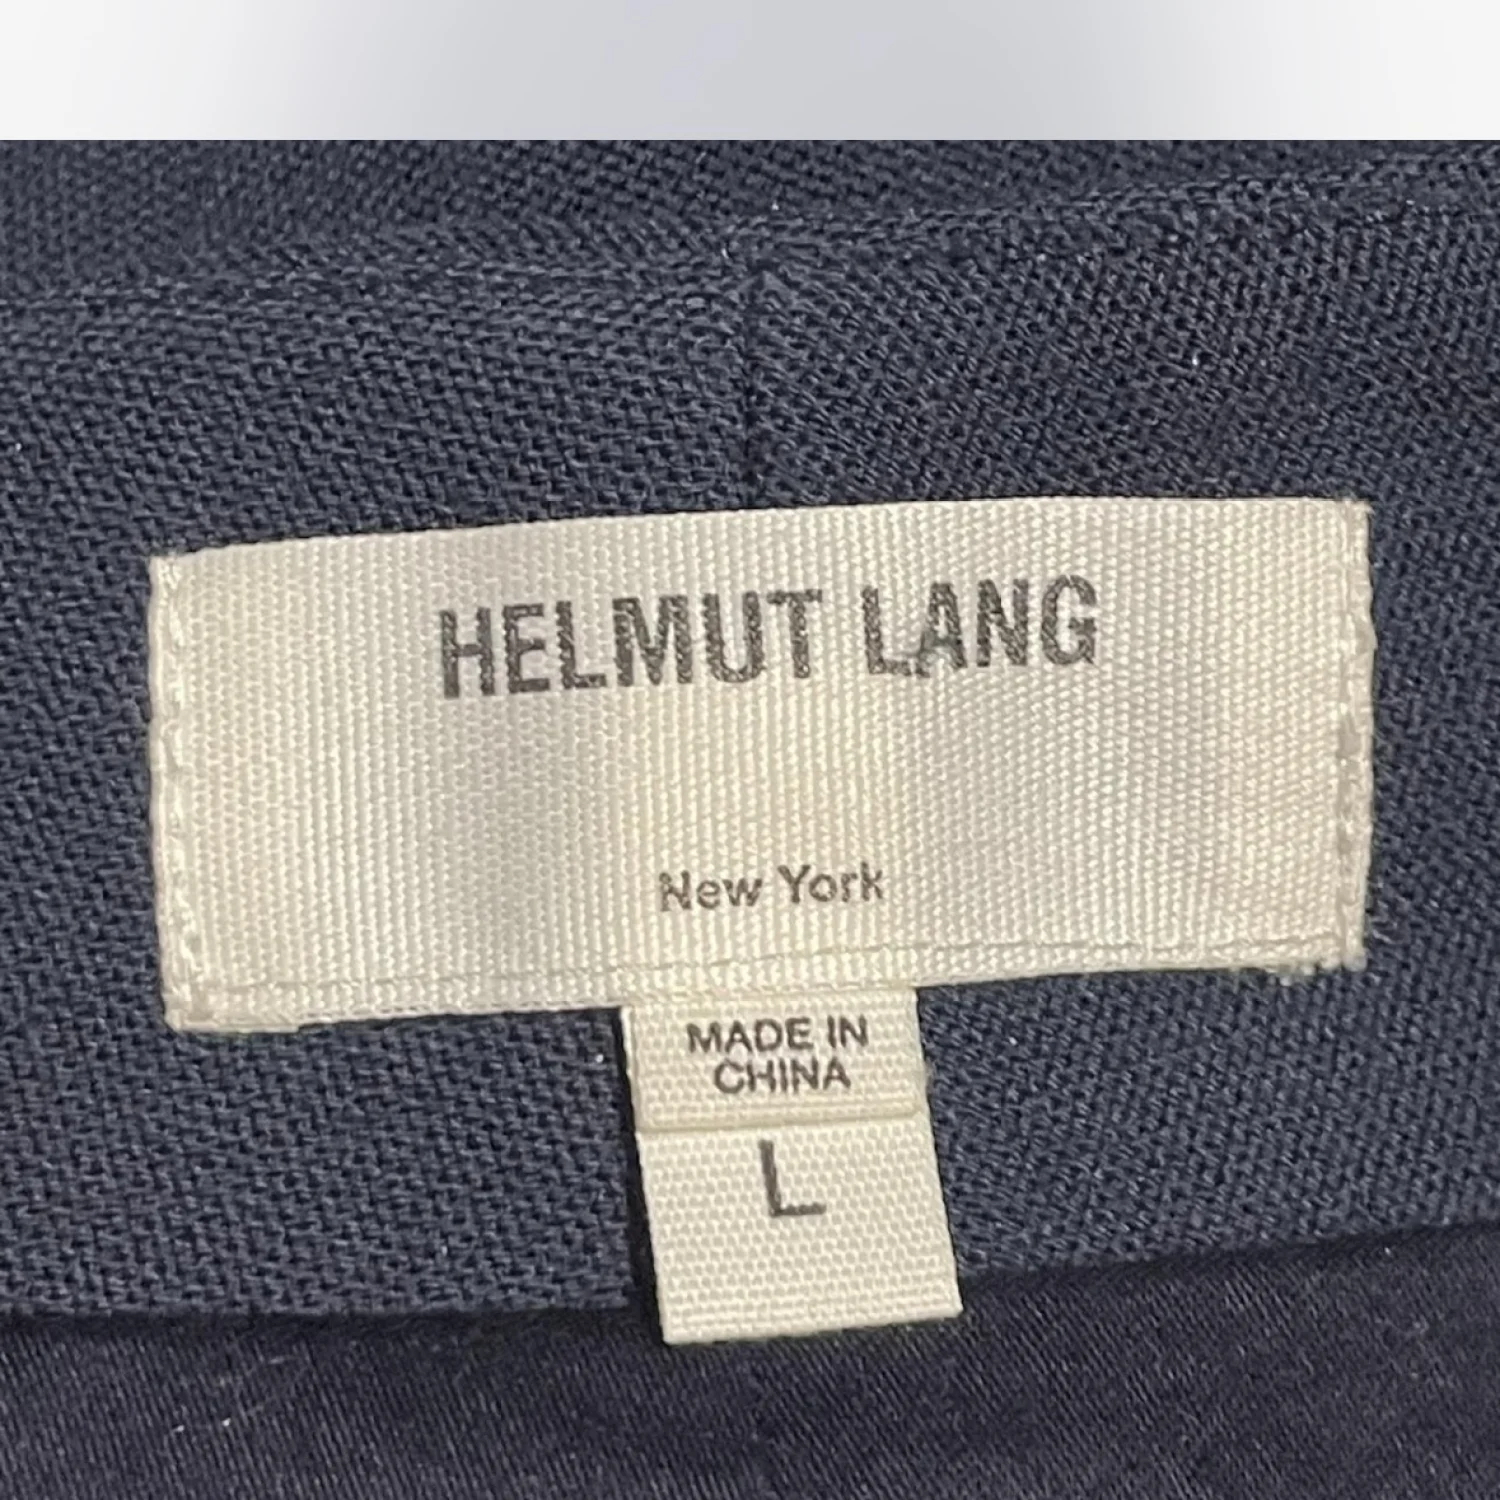 HELMUT LANG
New York
MADE IN
CHINA
L